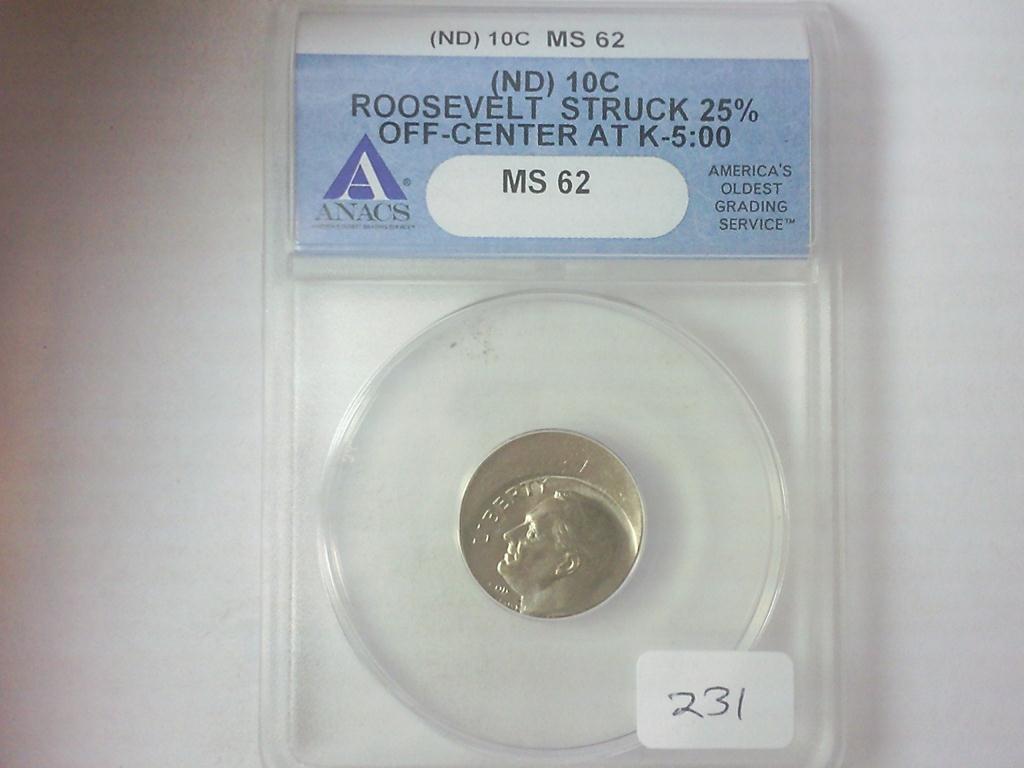 (ND) 10C MS 62
(ND) 10C
ROOSEVELT STRUCK 25%
OFF-CENTER AT K-5:00
MS 62
ANACS®
AMERICA'S
OLDEST
GRADING
SERVICE™
LIBERTY
231